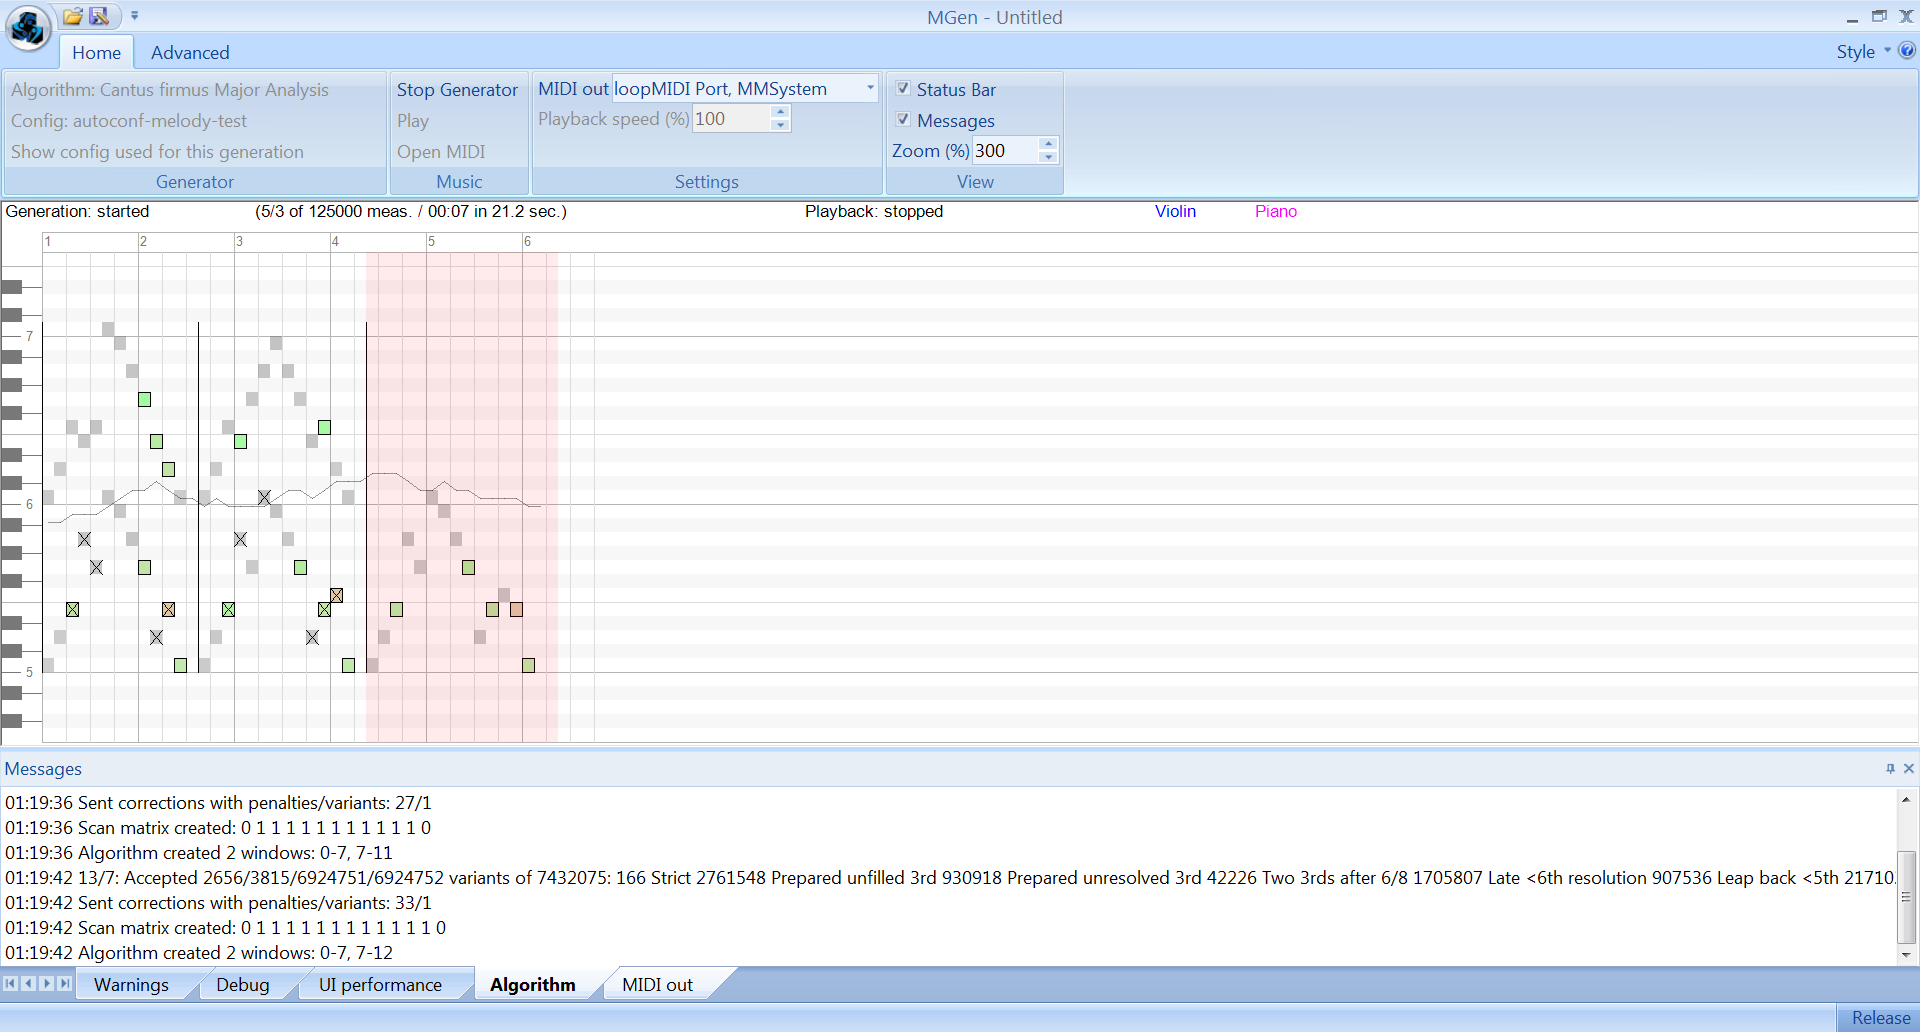 MGen - Untitled
Home Advanced Style
Algorithm: Cantus firmus Major Analysis
Config: autoconf-melody-test
Show config used for this generation
Generator
Stop Generator
Play
Open MIDI
Music
MIDI out loopMIDI Port, MMSystem
Playback speed (%) 100
Settings
Status Bar
Messages
Zoom (%) 300
View
Generation: started (5/3 of 125000 meas. / 00:07 in 21.2 sec.) Playback: stopped Violin Piano
1 2 3 4 5 6
7
6
5
Messages
01:19:36 Sent corrections with penalties/variants: 27/1
01:19:36 Scan matrix created: 0 1 1 1 1 1 1 1 1 1 1 1 0
01:19:36 Algorithm created 2 windows: 0-7, 7-11
01:19:42 13/7: Accepted 2656/3815/6924751/6924752 variants of 7432075: 166 Strict 2761548 Prepared unfilled 3rd 930918 Prepared unresolved 3rd 42226 Two 3rds after 6/8 1705807 Late <6th resolution 907536 Leap back <5th 21710.
01:19:42 Sent corrections with penalties/variants: 33/1
01:19:42 Scan matrix created: 0 1 1 1 1 1 1 1 1 1 1 1 1 0
01:19:42 Algorithm created 2 windows: 0-7, 7-12
Warnings Debug UI performance Algorithm MIDI out
Release